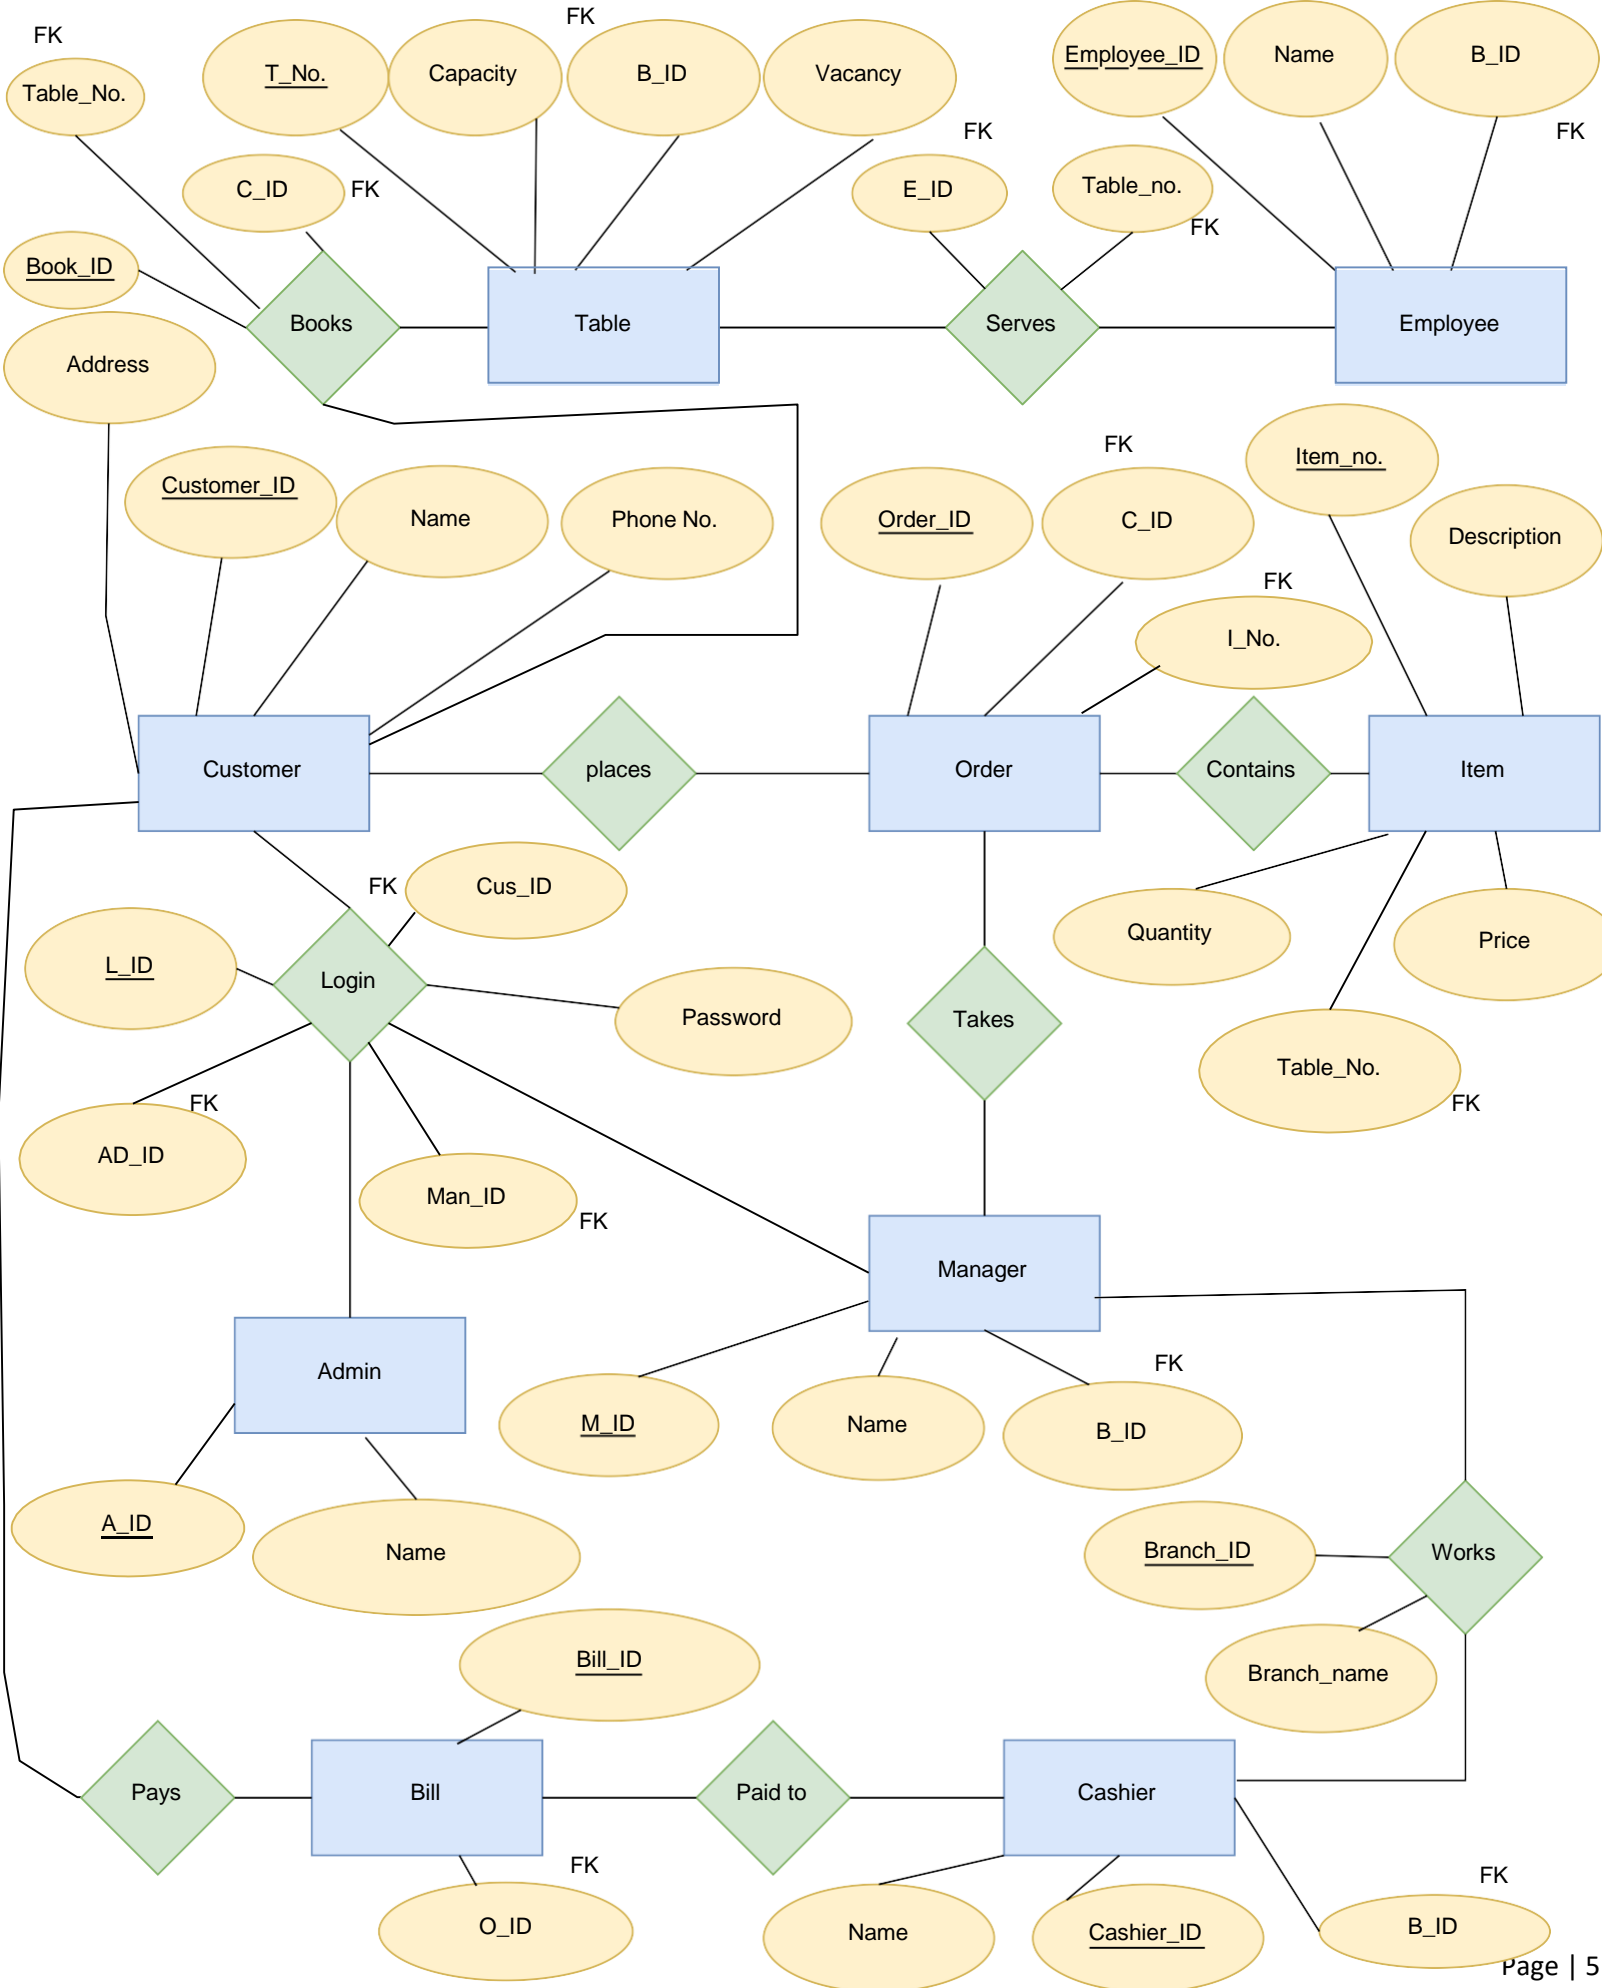 FK
FK
Table_No.
T_No.
Capacity
B_ID
Vacancy
Employee_ID
Name
B_ID
FK
FK
C_ID
FK
E_ID
Table_no.
FK
Book_ID
Books
Table
Serves
Employee
Address
FK
Item_no.
Customer_ID
Name
Phone No.
Order_ID
C_ID
Description
FK
I_No.
Customer
places
Order
Contains
Item
FK
Cus_ID
Quantity
Price
L_ID
Login
Password
Takes
Table_No.
FK
FK
AD_ID
Man_ID
FK
Manager
Admin
FK
M_ID
Name
B_ID
A_ID
Name
Branch_ID
Works
Bill_ID
Branch_name
Pays
Bill
Paid to
Cashier
FK
FK
O_ID
Name
Cashier_ID
B_ID
Page | 5